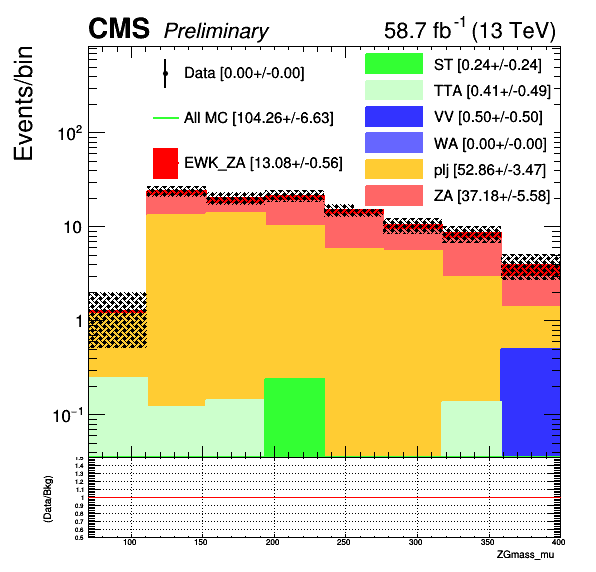 CMS Preliminary 58.7 fb⁻¹ (13 TeV)
Events/bin
Data [0.00+/-0.00]
All MC [104.26+/-6.63]
EWK_ZA [13.08+/-0.56]
ST [0.24+/-0.24]
TTA [0.41+/-0.49]
VV [0.50+/-0.50]
WA [0.00+/-0.00]
plj [52.86+/-3.47]
ZA [37.18+/-5.58]
10²
10
1
10⁻¹
(Data/Bkg)
1.5
1.4
1.3
1.2
1.1
1
0.9
0.8
0.7
0.6
0.5
100 150 200 250 300 350 400
ZGmass_mu